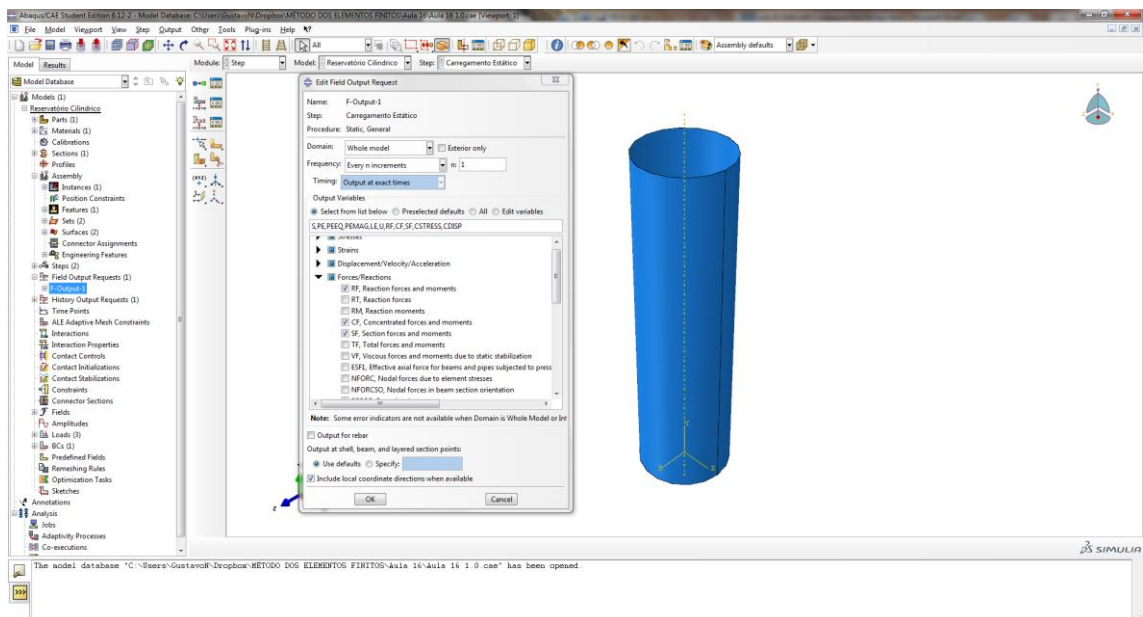 Abaqus/CAE Student Edition 6.12-2 - Model Database: C:\Users\GustavoN\Dropbox\MÉTODO DOS ELEMENTOS FINITOS\Aula 16\Aula 16 1.0.cae [Viewport: 1]
File Model Viewport View Step Output Other Tools Plug-ins Help
All
Assembly defaults
Model Results
Module: Step Model: Reservatório Cilíndrico Step: Carregamento Estático
Model Database
Models (1)
Reservatório Cilíndrico
Parts (1)
Materials (1)
Calibrations
Sections (1)
Profiles
Assembly
Instances (1)
Position Constraints
Features (1)
Sets (2)
Surfaces (2)
Connector Assignments
Engineering Features
Steps (2)
Field Output Requests (1)
F-Output-1
History Output Requests (1)
Time Points
ALE Adaptive Mesh Constraints
Interactions
Interaction Properties
Contact Controls
Contact Initializations
Contact Stabilizations
Constraints
Connector Sections
Fields
Amplitudes
Loads (3)
BCs (1)
Predefined Fields
Remeshing Rules
Optimization Tasks
Sketches
Annotations
Analysis
Jobs
Adaptivity Processes
Co-executions
Edit Field Output Request
Name: F-Output-1
Step: Carregamento Estático
Procedure: Static, General
Domain: Whole model Exterior only
Frequency: Every n increments n: 1
Timing: Output at exact times
Output Variables
Select from list below Preselected defaults All Edit variables
S,PE,PEEQ,PEMAG,LE,U,RF,CF,SF,CSTRESS,CDISP
Stresses
Strains
Displacement/Velocity/Acceleration
Forces/Reactions
RF, Reaction forces and moments
RT, Reaction forces
RM, Reaction moments
CF, Concentrated forces and moments
SF, Section forces and moments
TF, Total forces and moments
VF, Viscous forces and moments due to static stabilization
ESF1, Effective axial force for beams and pipes subjected to press
NFORC, Nodal forces due to element stresses
NFORCSO, Nodal forces in beam section orientation
Note: Some error indicators are not available when Domain is Whole Model or Int
Output for rebar
Output at shell, beam, and layered section points:
Use defaults Specify:
Include local coordinate directions when available
OK Cancel
Y
Z X
Z
SIMULIA
The model database "C:\Users\GustavoN\Dropbox\MÉTODO DOS ELEMENTOS FINITOS\Aula 16\Aula 16 1.0.cae" has been opened.
>>>